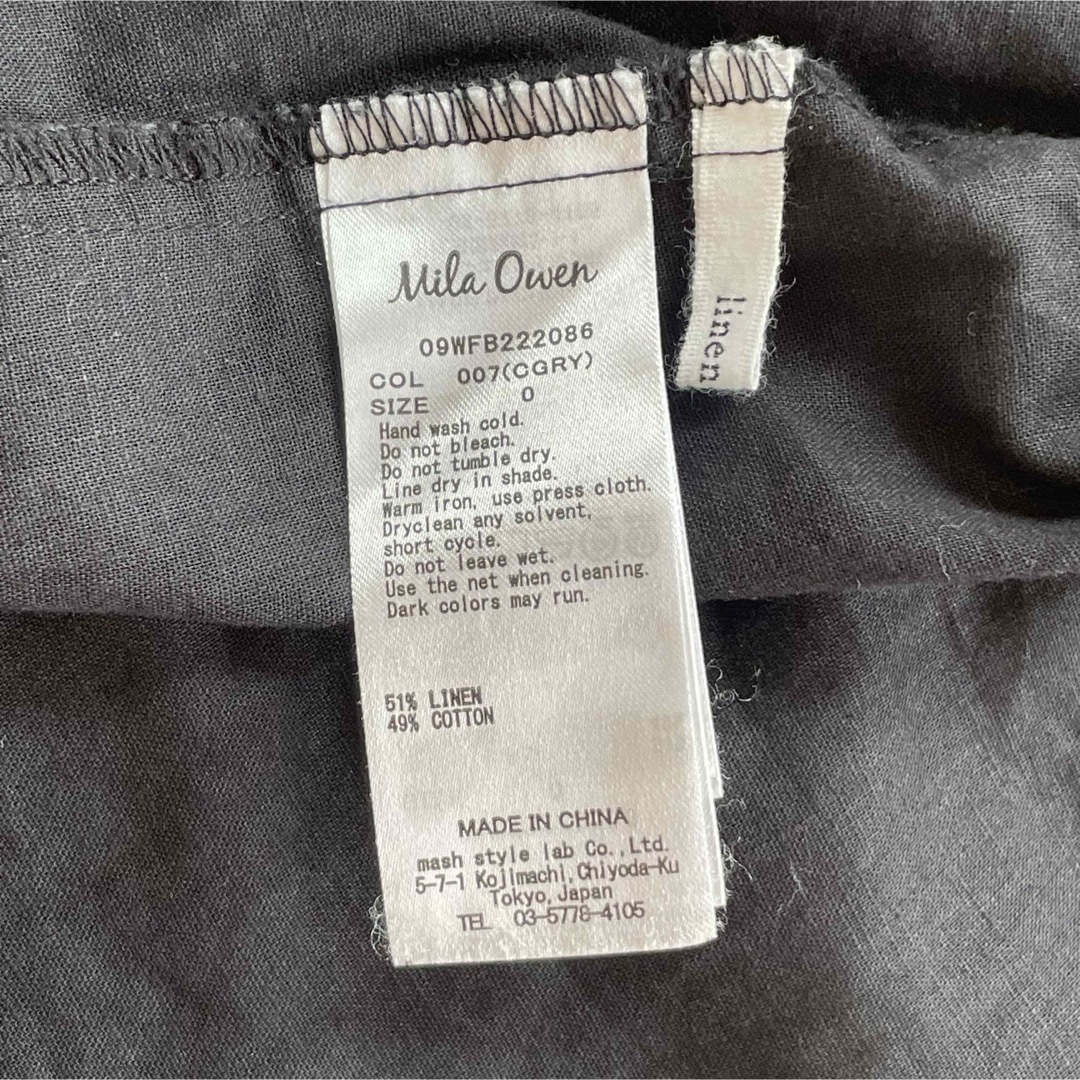 Mila Owen
09WFB222086
COL 007(CGRY)
SIZE 0
Hand wash cold.
Do not bleach.
Do not tumble dry.
Line dry in shade.
Warm iron, use press cloth.
Dryclean any solvent,
short cycle.
Do not leave wet.
Use the net when cleaning.
Dark colors may run.
51% LINEN
49% COTTON
MADE IN CHINA
mash style lab Co.,Ltd.
5-7-1 Kojimachi,Chiyoda-Ku
Tokyo,Japan
TEL 03-5778-4105
linen